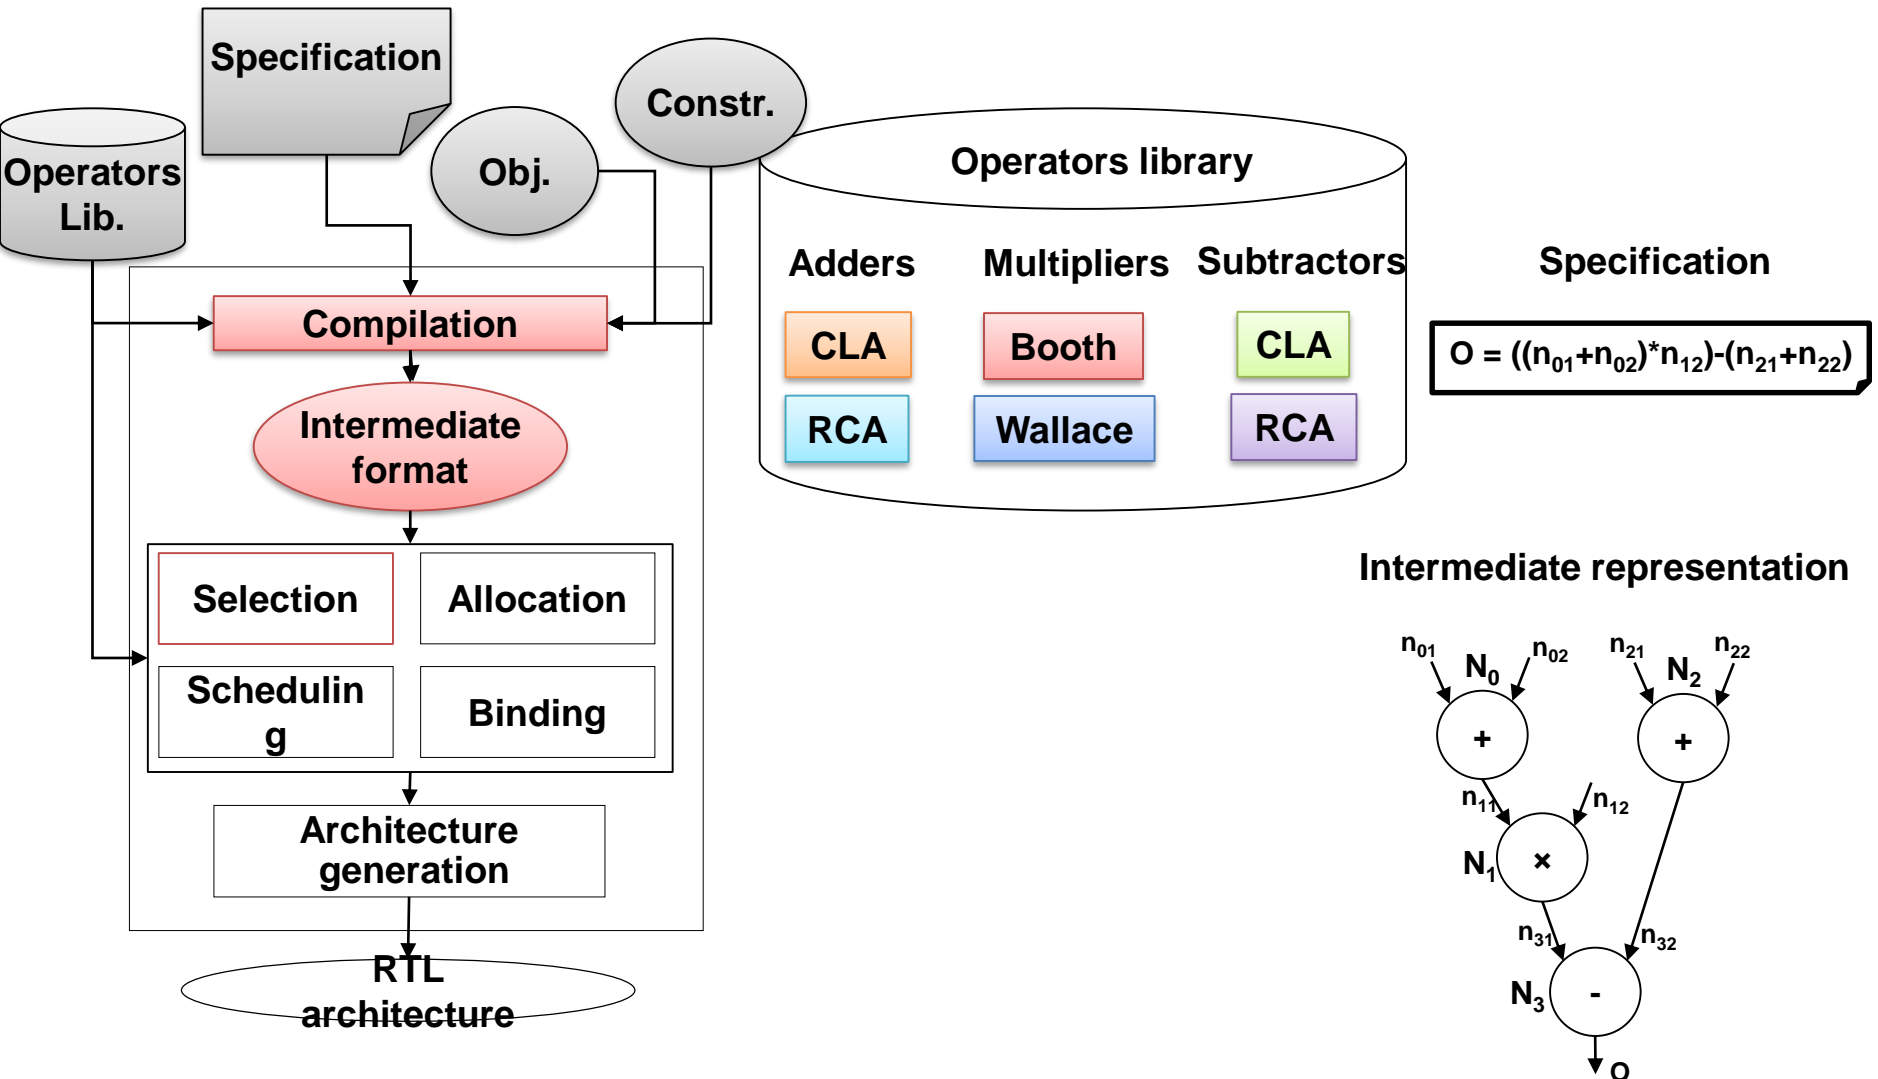 Specification
Operators
Lib.
Obj.
Constr.
Compilation
Intermediate
format
Selection
Allocation
Schedulin
g
Binding
Architecture
generation
RTL
architecture
Operators library
Adders
Multipliers
Subtractors
CLA
Booth
CLA
RCA
Wallace
RCA
Specification
O = ((n₀₁+n₀₂)*n₁₂)-(n₂₁+n₂₂)
Intermediate representation
n₀₁
N₀
n₀₂
n₂₁
N₂
n₂₂
+
+
n₁₁
n₁₂
N₁
×
n₃₁
n₃₂
N₃
-
O